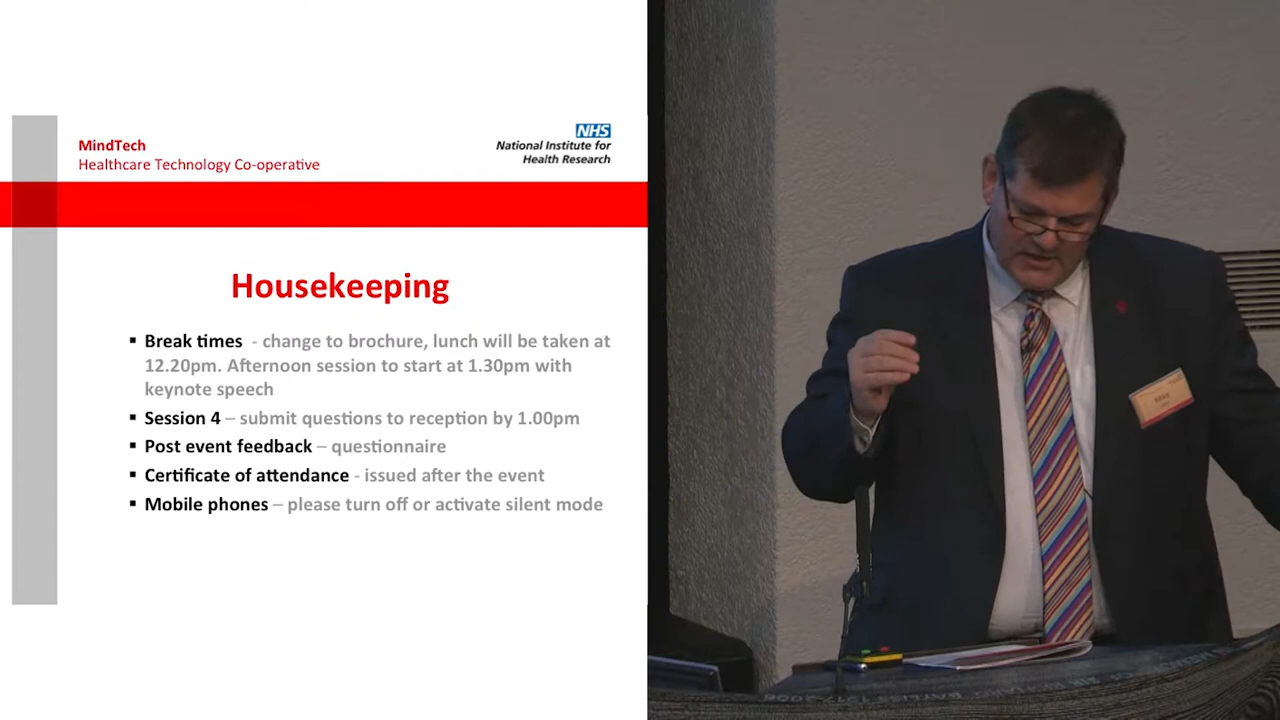 MindTech
Healthcare Technology Co-operative
NHS
National Institute for
Health Research
Housekeeping
▪ Break times - change to brochure, lunch will be taken at
12.20pm. Afternoon session to start at 1.30pm with
keynote speech
▪ Session 4 – submit questions to reception by 1.00pm
▪ Post event feedback – questionnaire
▪ Certificate of attendance - issued after the event
▪ Mobile phones – please turn off or activate silent mode